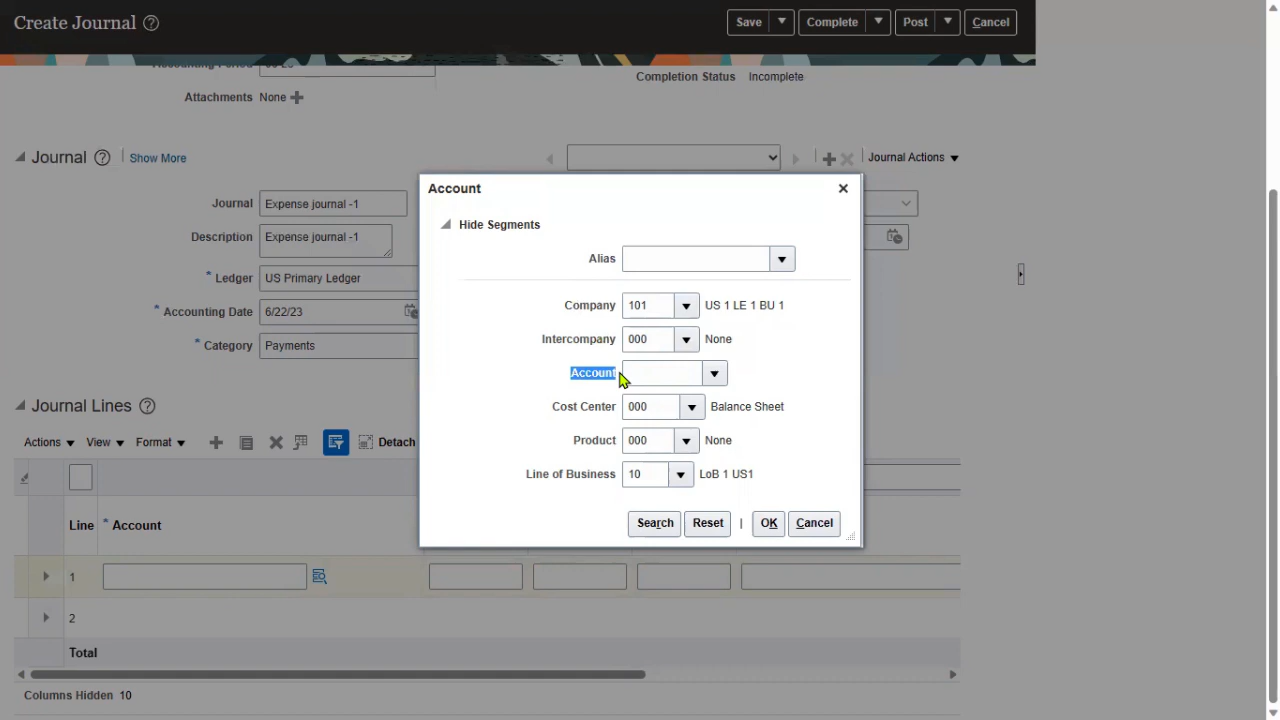 Create Journal ?
Save
Complete
Post
Cancel
Completion Status Incomplete
Attachments None
Journal ? Show More
Journal Actions
Journal Expense journal -1
Description Expense journal -1
* Ledger US Primary Ledger
* Accounting Date 6/22/23
* Category Payments
Account
Hide Segments
Alias
Company 101 US 1 LE 1 BU 1
Intercompany 000 None
Account
Cost Center 000 Balance Sheet
Product 000 None
Line of Business 10 LoB 1 US1
Search Reset | OK Cancel
Journal Lines ?
Actions View Format Detach
Line * Account
1
2
Total
Columns Hidden 10